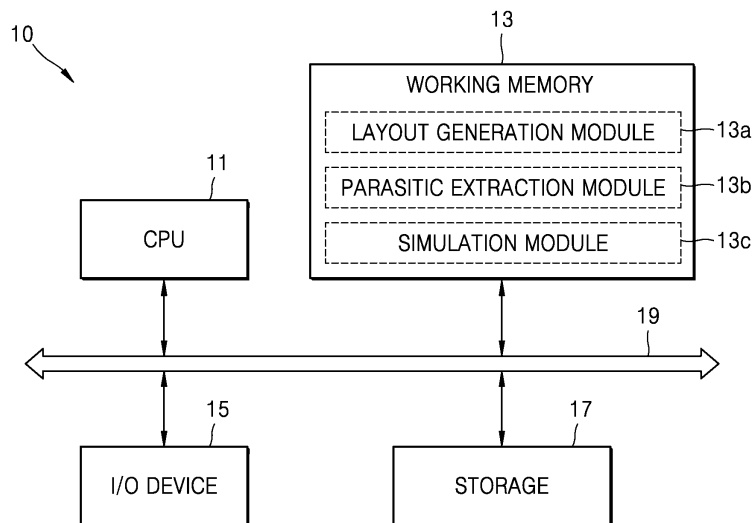 10
13
WORKING MEMORY
LAYOUT GENERATION MODULE
13a
PARASITIC EXTRACTION MODULE
13b
SIMULATION MODULE
13c
11
CPU
19
15
I/O DEVICE
17
STORAGE